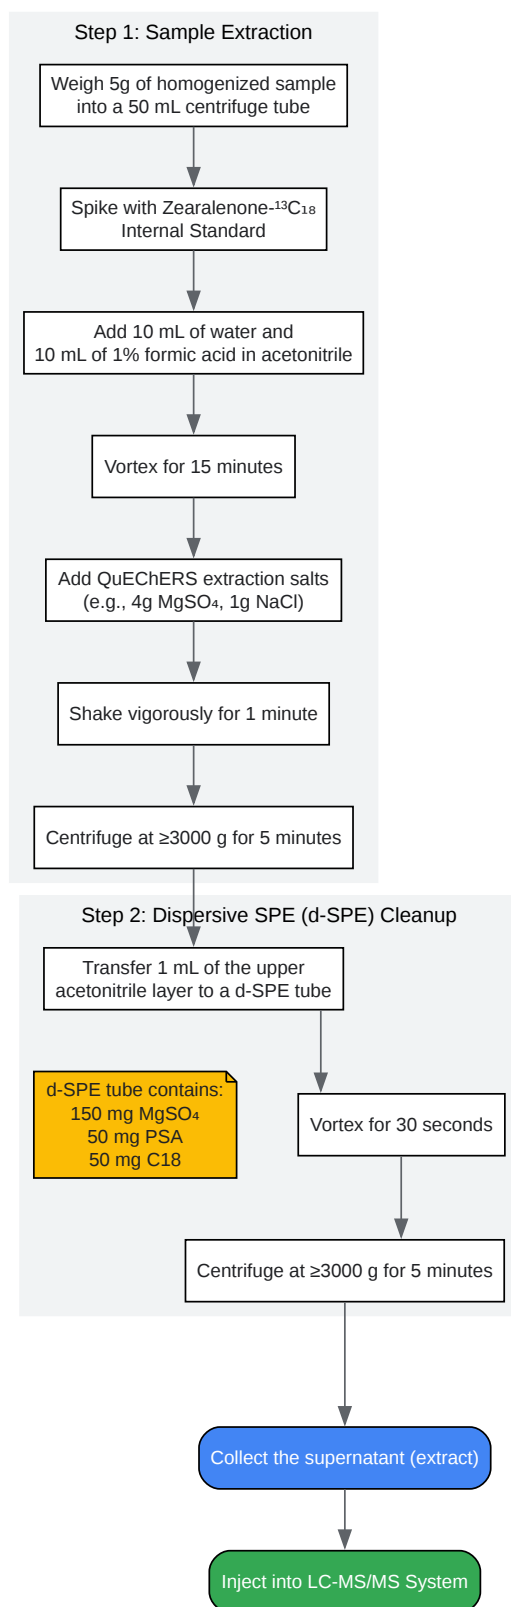 Step 1: Sample Extraction
Weigh 5g of homogenized sample
into a 50 mL centrifuge tube
Spike with Zearalenone-¹³C₁₈
Internal Standard
Add 10 mL of water and
10 mL of 1% formic acid in acetonitrile
Vortex for 15 minutes
Add QuEChERS extraction salts
(e.g., 4g MgSO₄, 1g NaCl)
Shake vigorously for 1 minute
Centrifuge at ≥3000 g for 5 minutes
Step 2: Dispersive SPE (d-SPE) Cleanup
Transfer 1 mL of the upper
acetonitrile layer to a d-SPE tube
d-SPE tube contains:
150 mg MgSO₄
50 mg PSA
50 mg C18
Vortex for 30 seconds
Centrifuge at ≥3000 g for 5 minutes
Collect the supernatant (extract)
Inject into LC-MS/MS System